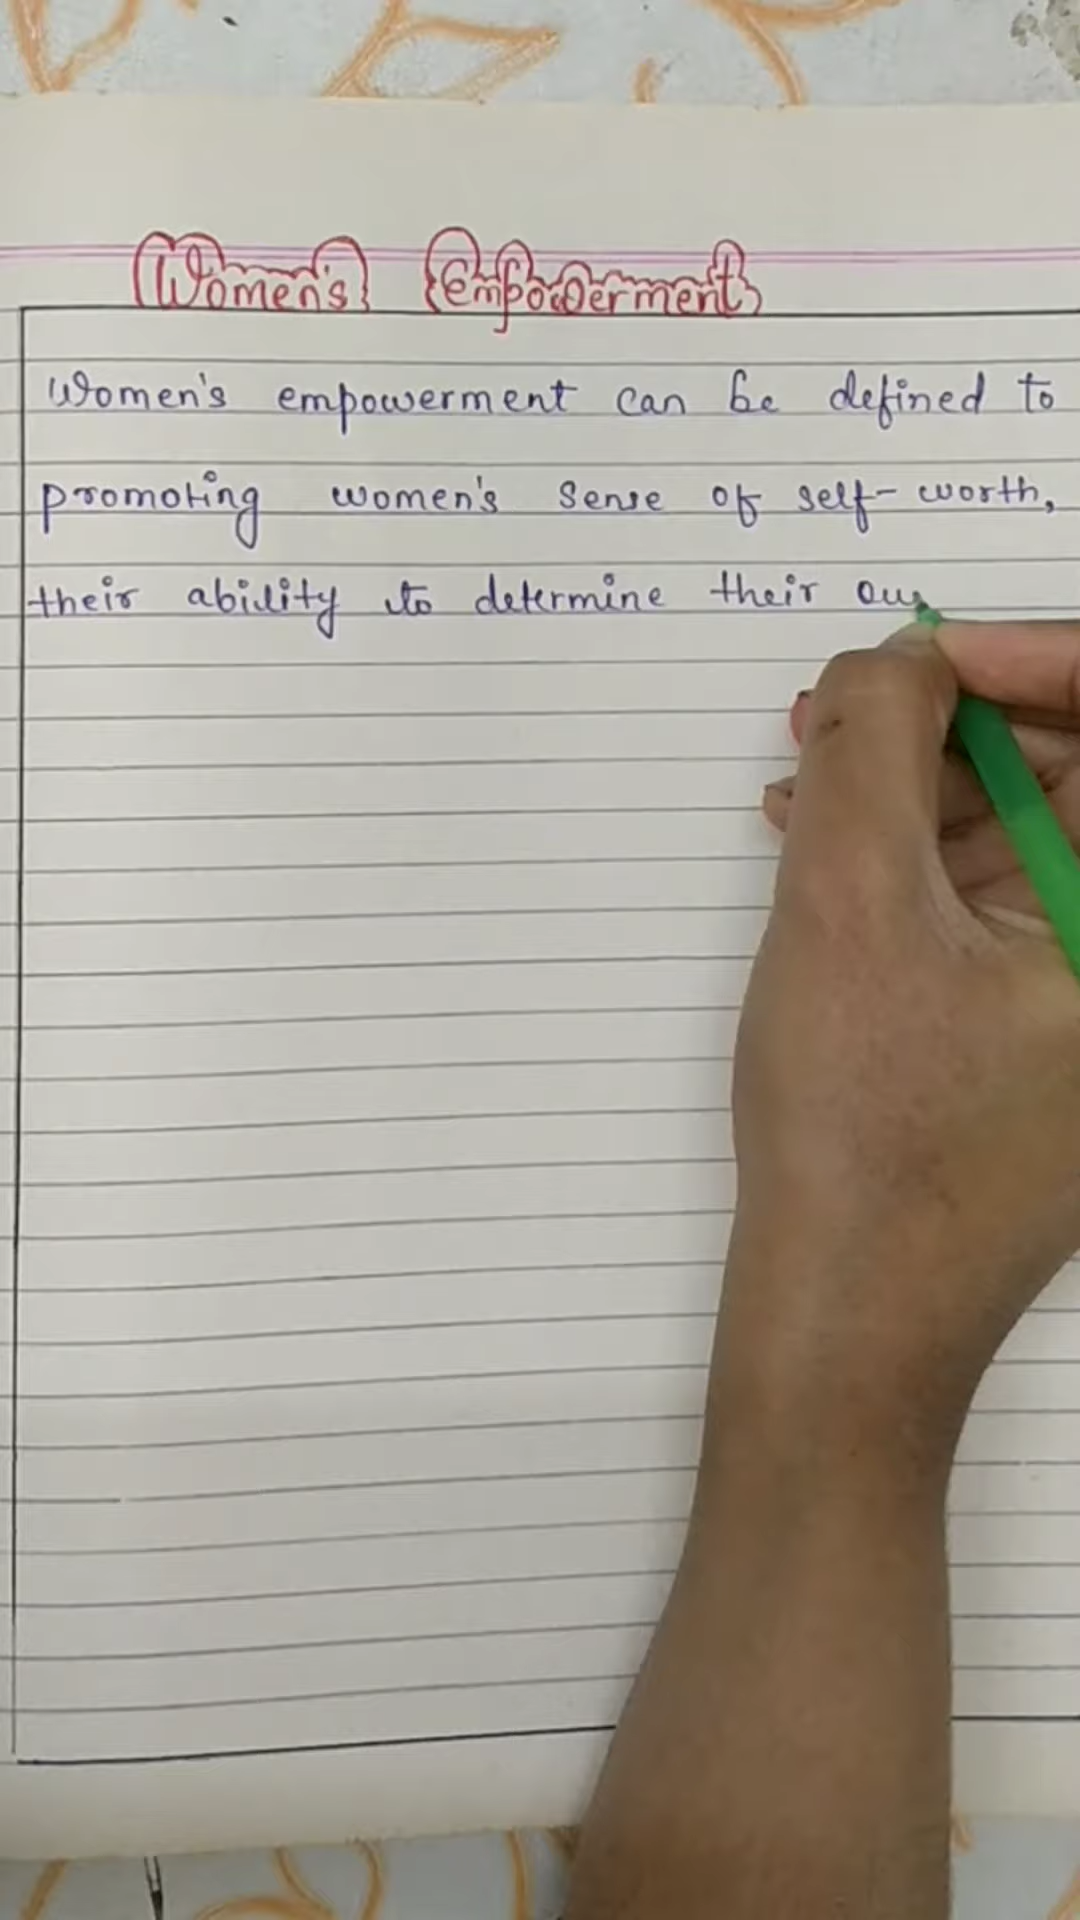 Women's Empowerment
Women's empowerment can be defined to
promoting women's sense of self-worth,
their ability to determine their